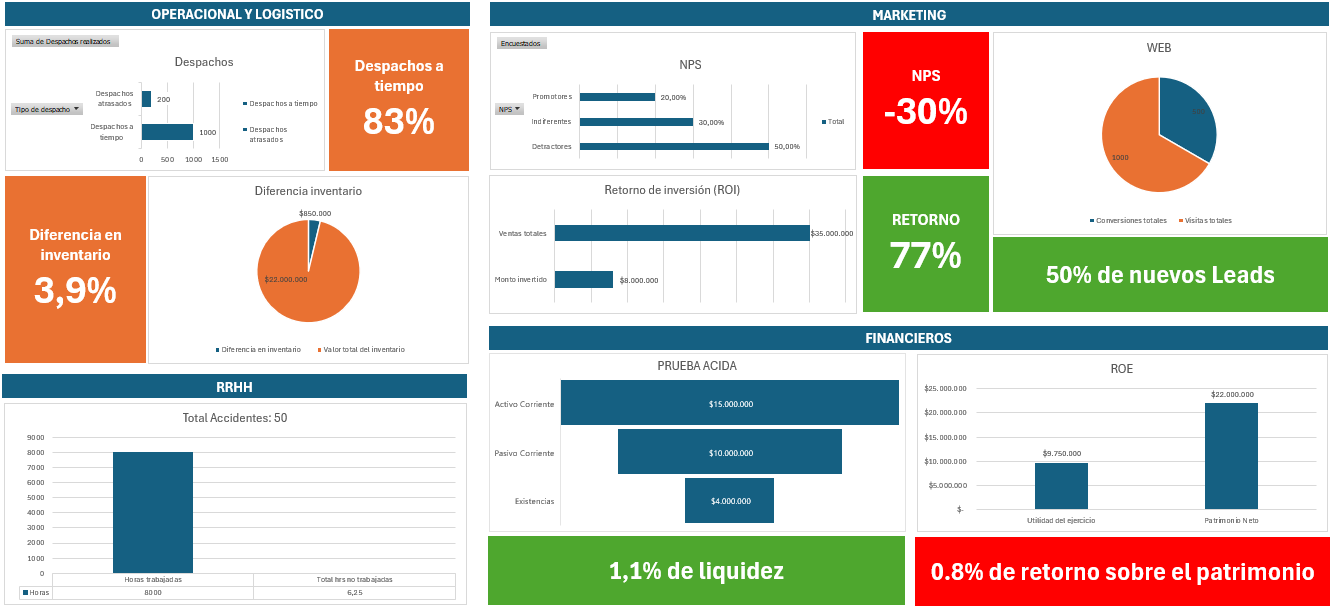 OPERACIONAL Y LOGISTICO
Suma de Despachos realizados
Despachos
Tipo de despacho
Despachos
atrasados
200
Despachos a
tiempo
1000
0 500 1000 1500
Despachos a tiempo
Despachos
atrasados
Despachos a
tiempo
83%
Diferencia en
inventario
3,9%
Diferencia inventario
$850.000
$22.000.000
Diferencia en inventario
Valor total del inventario
RRHH
Total Accidentes: 50
9000
8000
7000
6000
5000
4000
3000
2000
1000
0
Horas trabajadas
Total hrs no trabajadas
Horas
8000
6,25
MARKETING
Encuestados
NPS
NPS
Promotores
20,00%
Indiferentes
30,00%
Detractores
50,00%
Total
NPS
-30%
WEB
1000
Conversiones totales
Visitas totales
Retorno de inversión (ROI)
Ventas totales
$35.000.000
Monto invertido
$8.000.000
RETORNO
77%
50% de nuevos Leads
FINANCIEROS
PRUEBA ACIDA
Activo Corriente
$15.000.000
Pasivo Corriente
$10.000.000
Existencias
$4.000.000
1,1% de liquidez
ROE
$25.000.000
$20.000.000
$15.000.000
$10.000.000
$5.000.000
$-
$9.750.000
$22.000.000
Utilidad del ejercicio
Patrimonio Neto
0.8% de retorno sobre el patrimonio